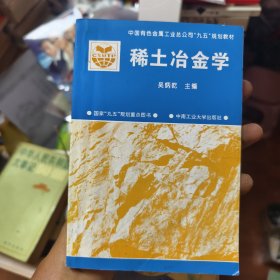 中国有色金属工业总公司"九五"规划教材
稀土冶金学
吴炳乾 主编
●国家"九五"规划重点图书 ●中南工业大学出版社